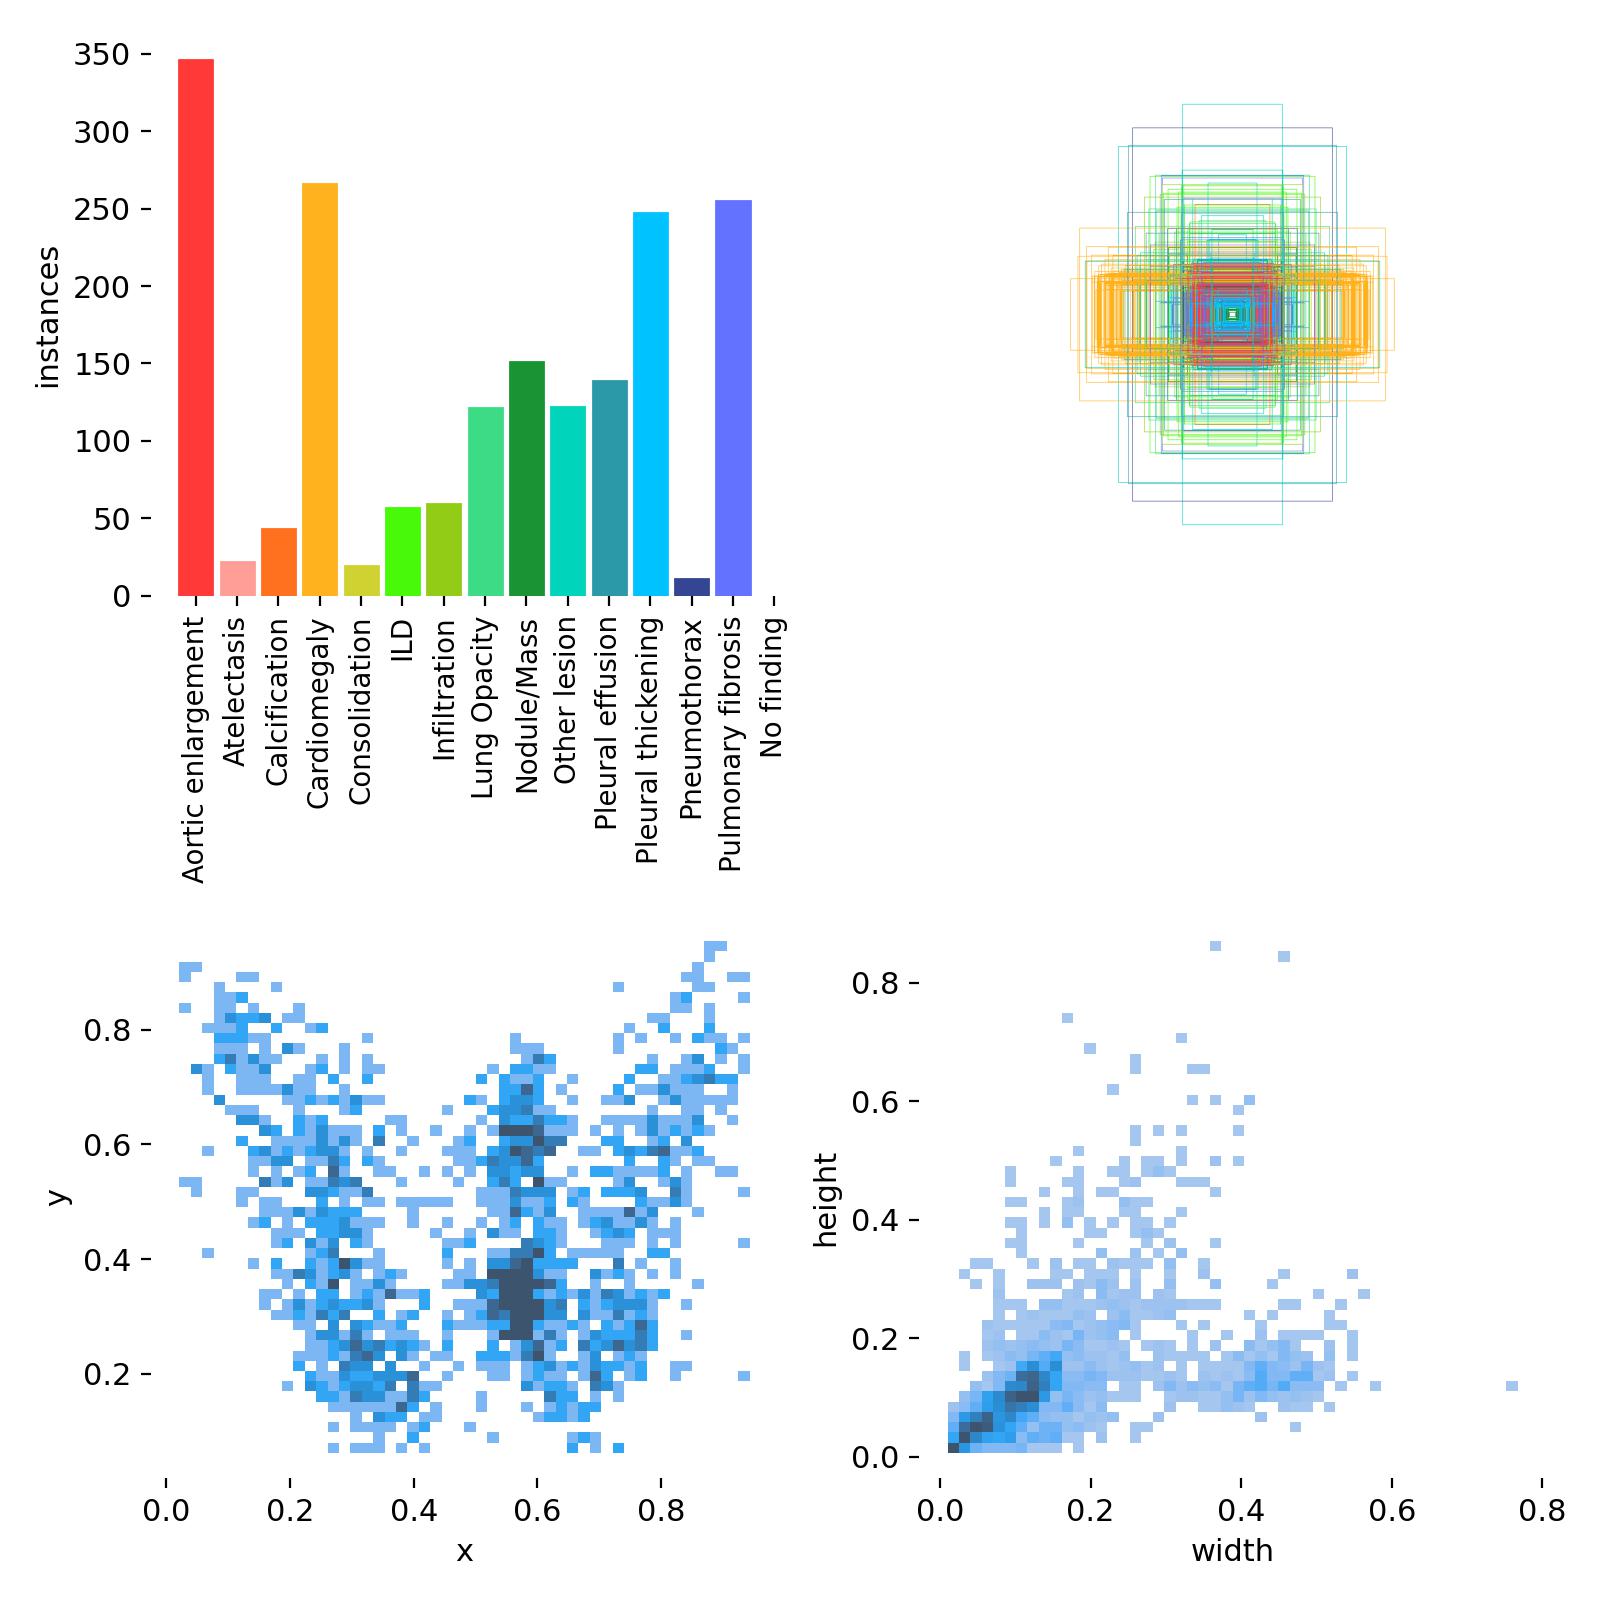 350
300
250
200
150
100
50
0
instances
Aortic enlargement
Atelectasis
Calcification
Cardiomegaly
Consolidation
ILD
Infiltration
Lung Opacity
Nodule/Mass
Other lesion
Pleural effusion
Pleural thickening
Pneumothorax
Pulmonary fibrosis
No finding
0.8
0.6
0.4
0.2
y
0.0 0.2 0.4 0.6 0.8
x
0.8
0.6
0.4
0.2
0.0
height
0.0 0.2 0.4 0.6 0.8
width